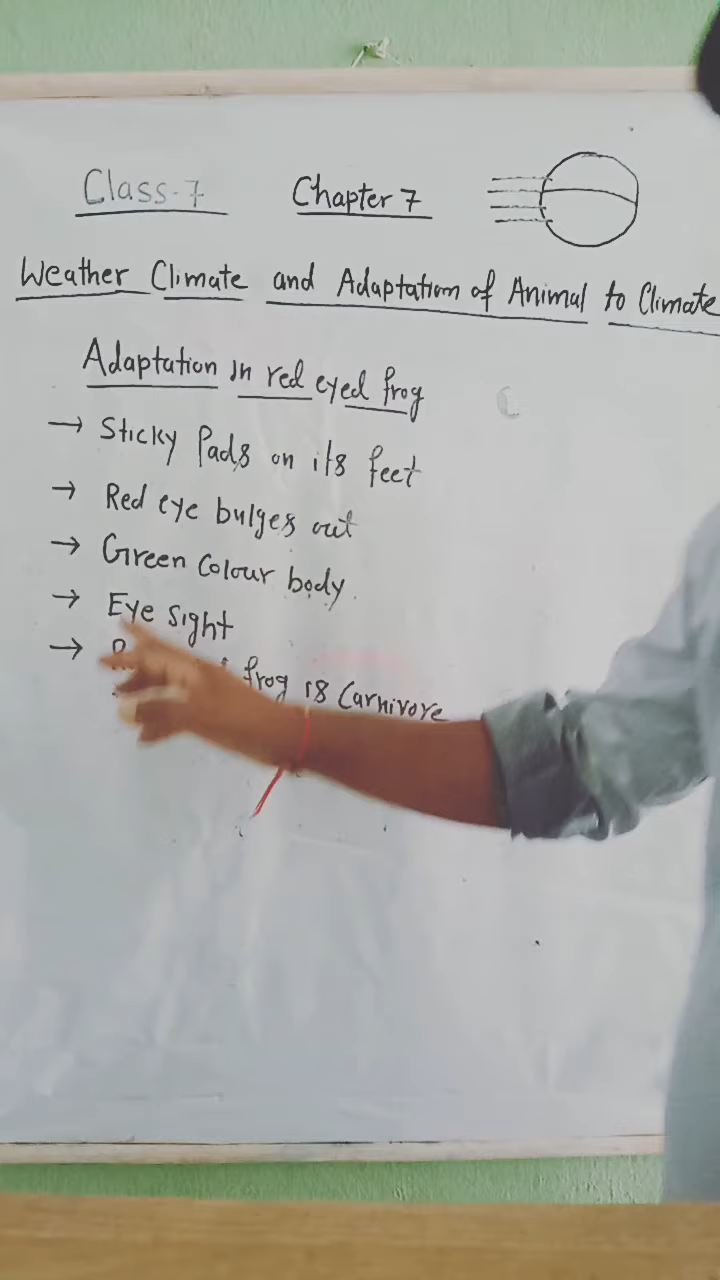 Class-7 Chapter 7
Weather Climate and Adaptation of Animal to Climate
Adaptation in red eyed frog
→ Sticky Pads on its feet
→ Red eye bulges out
→ Green Colour body.
→ Eye Sight
→ frog is Carnivore